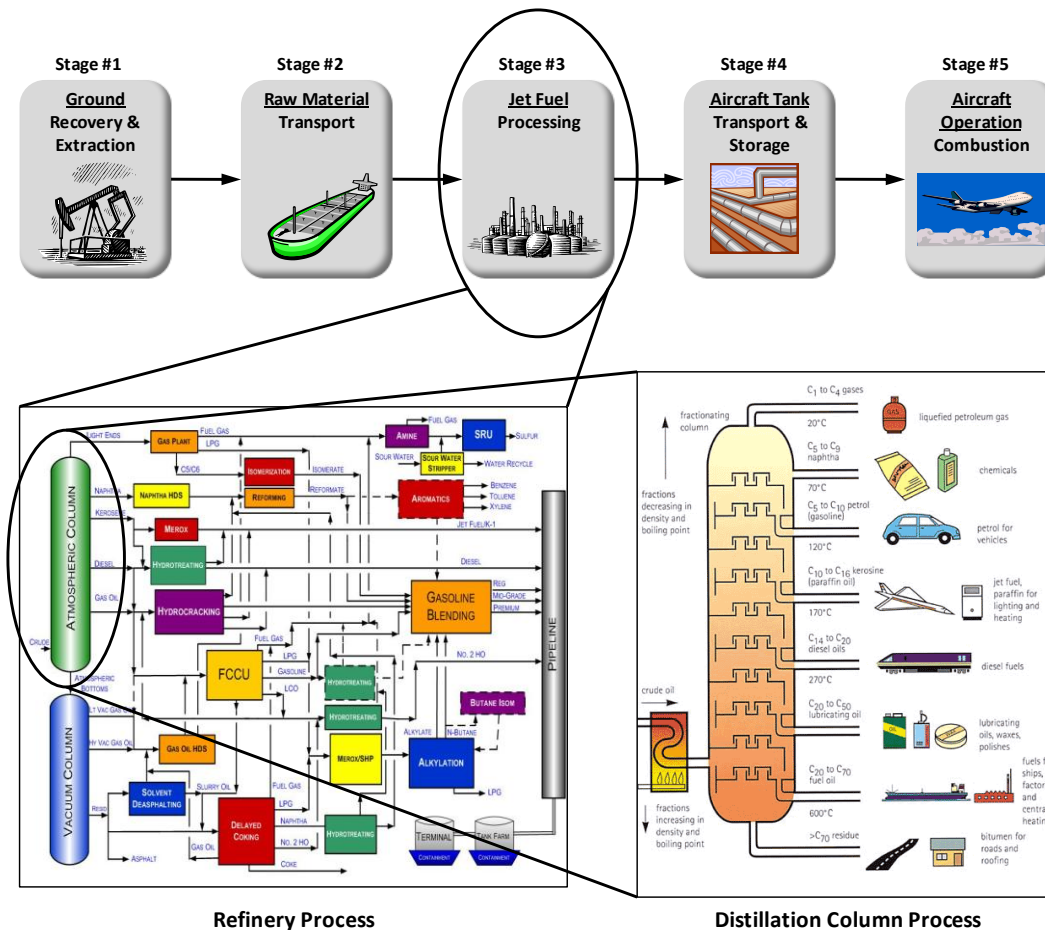 Stage #1
Ground
Recovery &
Extraction
Stage #2
Raw Material
Transport
Stage #3
Jet Fuel
Processing
Stage #4
Aircraft Tank
Transport &
Storage
Stage #5
Aircraft
Operation
Combustion
ATMOSPHERIC COLUMN
VACUUM COLUMN
CRUDE
LIGHT ENDS
GAS PLANT
FUEL GAS
LPG
C5/C6
ISOMERIZATION
ISOMERATE
NAPHTHA
NAPHTHA HDS
REFORMING
REFORMATE
KEROSENE
MEROX
JET FUEL/K-1
DIESEL
HYDROTREATING
DIESEL
GAS OIL
HYDROCRACKING
AMINE
FUEL GAS
SRU
SULFUR
SOUR WATER
SOUR WATER
STRIPPER
WATER RECYCLE
AROMATICS
BENZENE
TOLUENE
XYLENE
GASOLINE
BLENDING
REG
MID-GRADE
PREMIUM
PIPELINE
FCCU
FUEL GAS
LPG
GASOLINE
LCO
HYDROTREATING
HYDROTREATING
NO. 2 HO
BUTANE ISOM
ALKYLATE
N-BUTANE
MEROX/SHP
ALKYLATION
LPG
ATMOSPHERIC
BOTTOMS
LT VAC GAS OIL
HY VAC GAS OIL
GAS OIL HDS
SOLVENT
DEASPHALTING
SLURRY OIL
RESID
ASPHALT
GAS OIL
DELAYED
COKING
FUEL GAS
LPG
NAPHTHA
NO. 2 HO
COKE
HYDROTREATING
TERMINAL
CONTAINMENT
TANK FARM
CONTAINMENT
Refinery Process
fractionating
column
fractions
decreasing in
density and
boiling point
crude oil
fractions
increasing in
density and
boiling point
C1 to C4 gases
20°C
liquefied petroleum gas
C5 to C9
naphtha
70°C
chemicals
C5 to C10 petrol
(gasoline)
120°C
petrol for
vehicles
C10 to C16 kerosine
(paraffin oil)
170°C
jet fuel,
paraffin for
lighting and
heating
C14 to C20
diesel oils
270°C
diesel fuels
C20 to C50
lubricating oil
OIL
lubricating
oils, waxes,
polishes
C20 to C70
fuel oil
600°C
fuels f
ships,
factor
and
centra
heatin
>C70 residue
bitumen for
roads and
roofing
Distillation Column Process